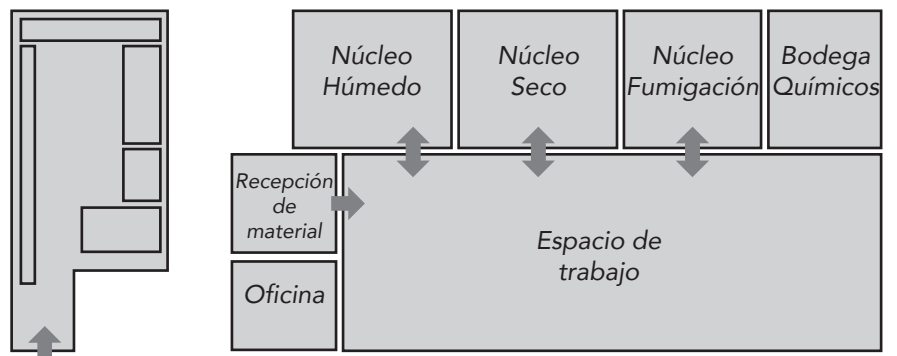 Núcleo
Húmedo
Núcleo
Seco
Núcleo
Fumigación
Bodega
Químicos
Recepción
de
material
Espacio de
trabajo
Oficina